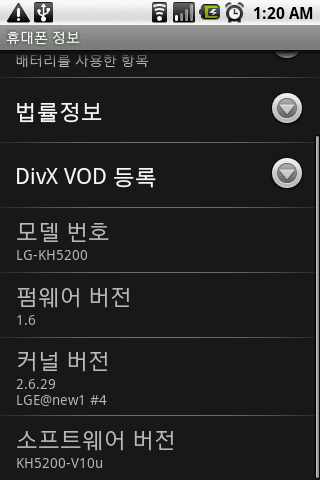 1:20 AM
휴대폰 정보
배터리를 사용한 항목
법률정보
DivX VOD 등록
모델 번호
LG-KH5200
펌웨어 버전
1.6
커널 버전
2.6.29
LGE@new1 #4
소프트웨어 버전
KH5200-V10u